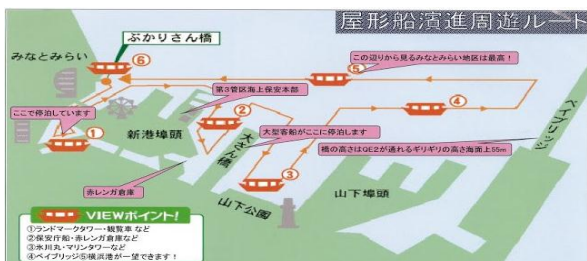 屋形船濱進周遊ルート
ぷかりさん橋
みなとみらい
⑥
この辺りから見るみなとみらい地区は最高!
⑤
第3管区海上保安本部
ここで停泊しています
④
②
新港埠頭
大型客船がここに停泊します
ベイブリッジ
①
大さん橋
橋の高さはQE2が通れるギリギリの高さ海面上55m
③
赤レンガ倉庫
山下公園
山下埠頭
VIEWポイント!
①ランドマークタワー・観覧車 など
②保安庁船・赤レンガ倉庫など
③氷川丸・マリンタワーなど
④ベイブリッジ⑤横浜港が一望できます!